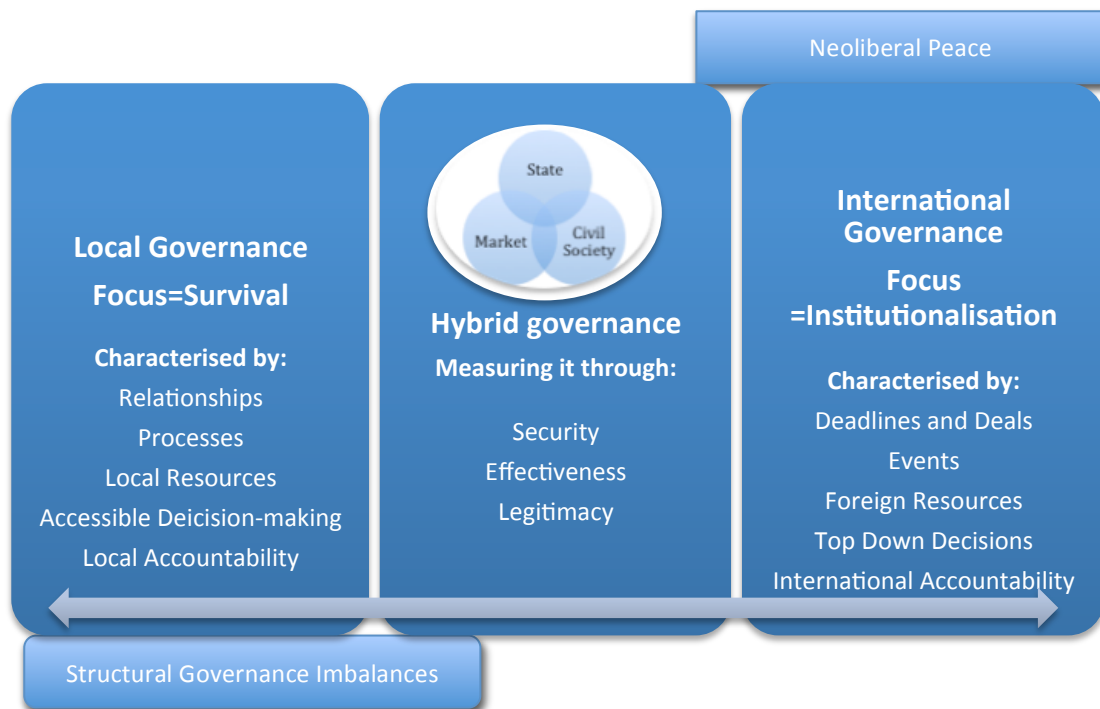 Neoliberal Peace
Local Governance
Focus=Survival
Characterised by:
Relationships
Processes
Local Resources
Accessible Deicision-making
Local Accountability
State
Market
Civil
Society
Hybrid governance
Measuring it through:
Security
Effectiveness
Legitimacy
International
Governance
Focus
=Institutionalisation
Characterised by:
Deadlines and Deals
Events
Foreign Resources
Top Down Decisions
International Accountability
Structural Governance Imbalances